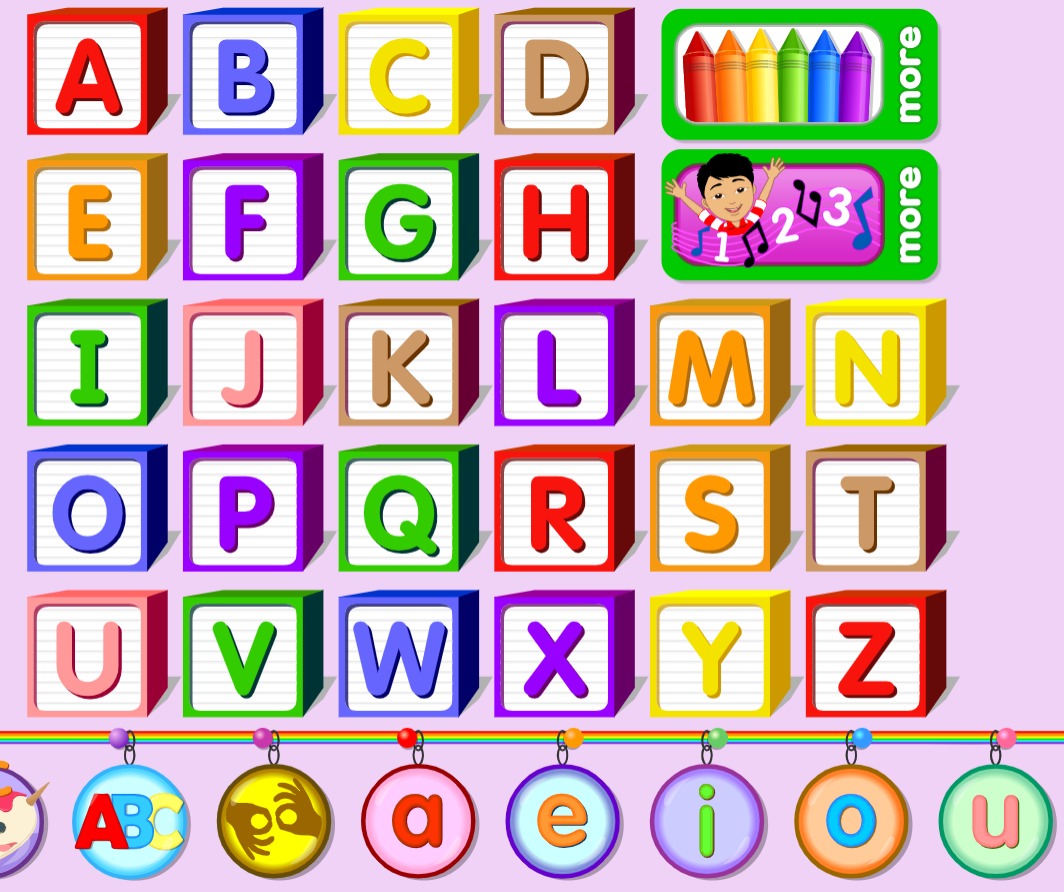 A B C D more
E F G H 1 2 3 more
I J K L M N
O P Q R S T
U V W X Y Z
ABC a e i o u